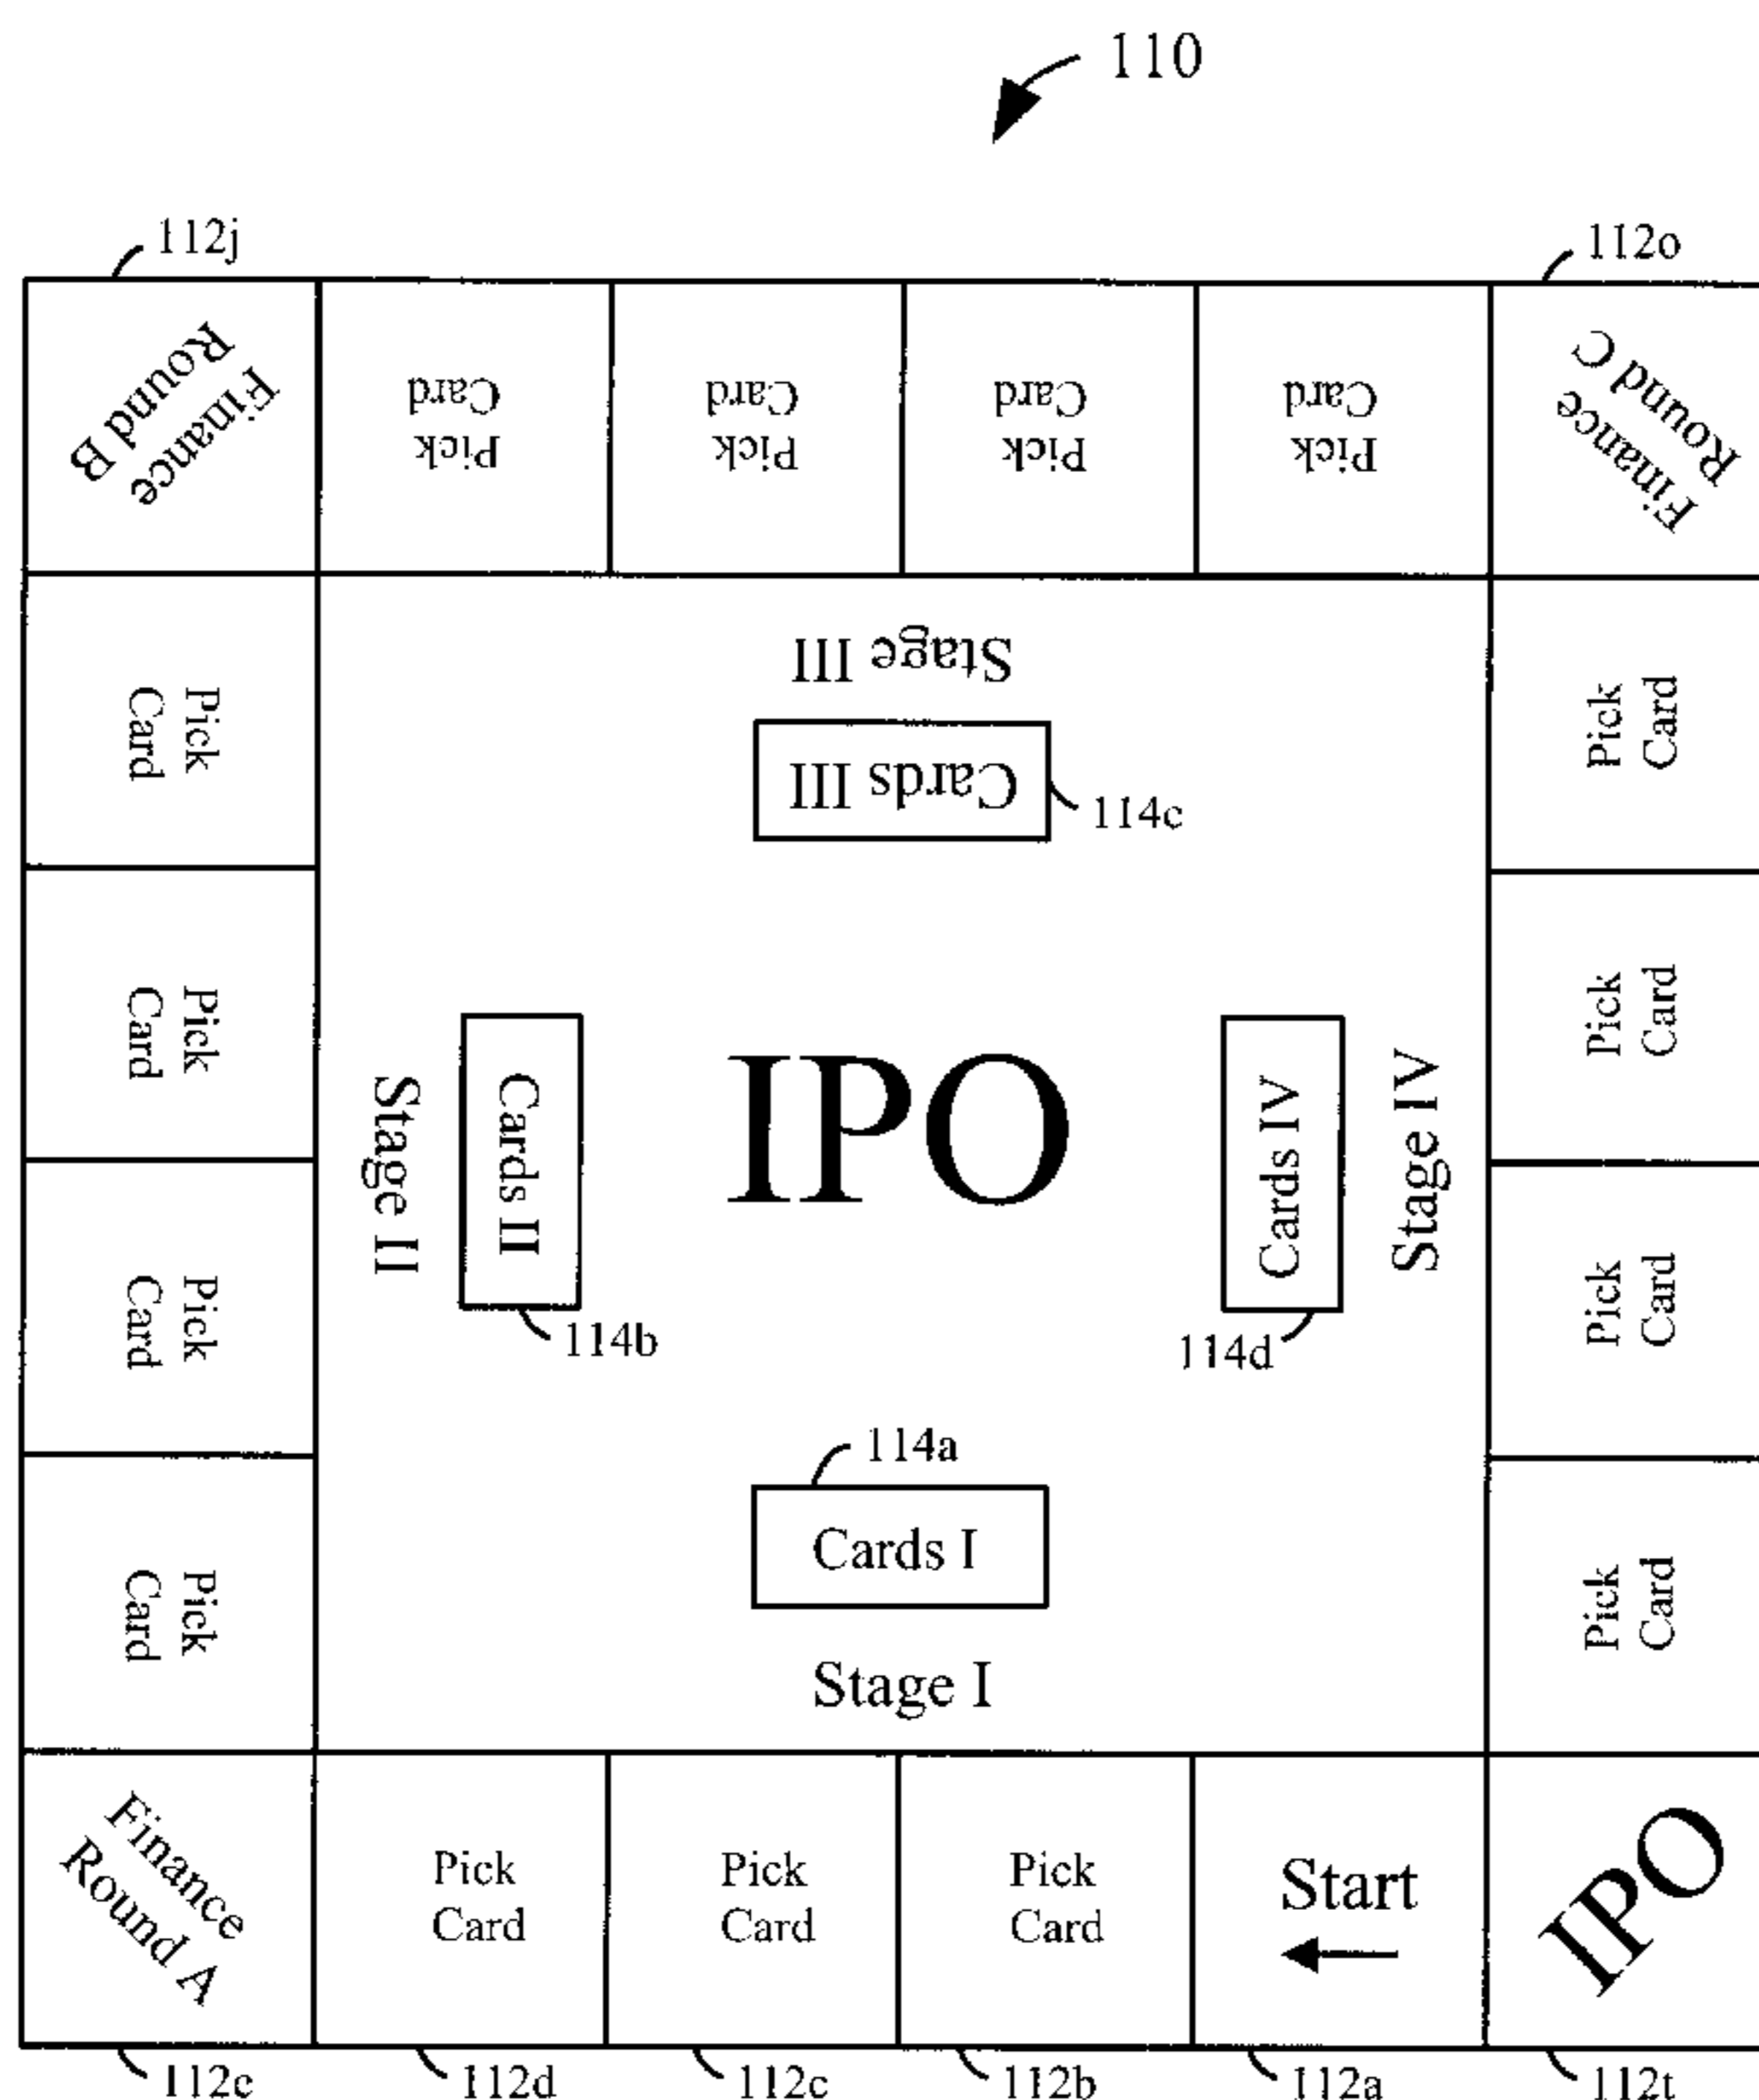 110
112j
112o
Finance
Round B
Pick
Card
Pick
Card
Pick
Card
Pick
Card
Finance
Round C
Pick
Card
Pick
Card
Pick
Card
Pick
Card
Stage III
Cards III
114c
Stage II
Cards II
114b
IPO
Cards IV
114d
Stage IV
114a
Cards I
Stage I
Pick
Card
Pick
Card
Pick
Card
Pick
Card
Finance
Round A
Pick
Card
Pick
Card
Pick
Card
Start
IPO
112e
112d
112c
112b
112a
112t